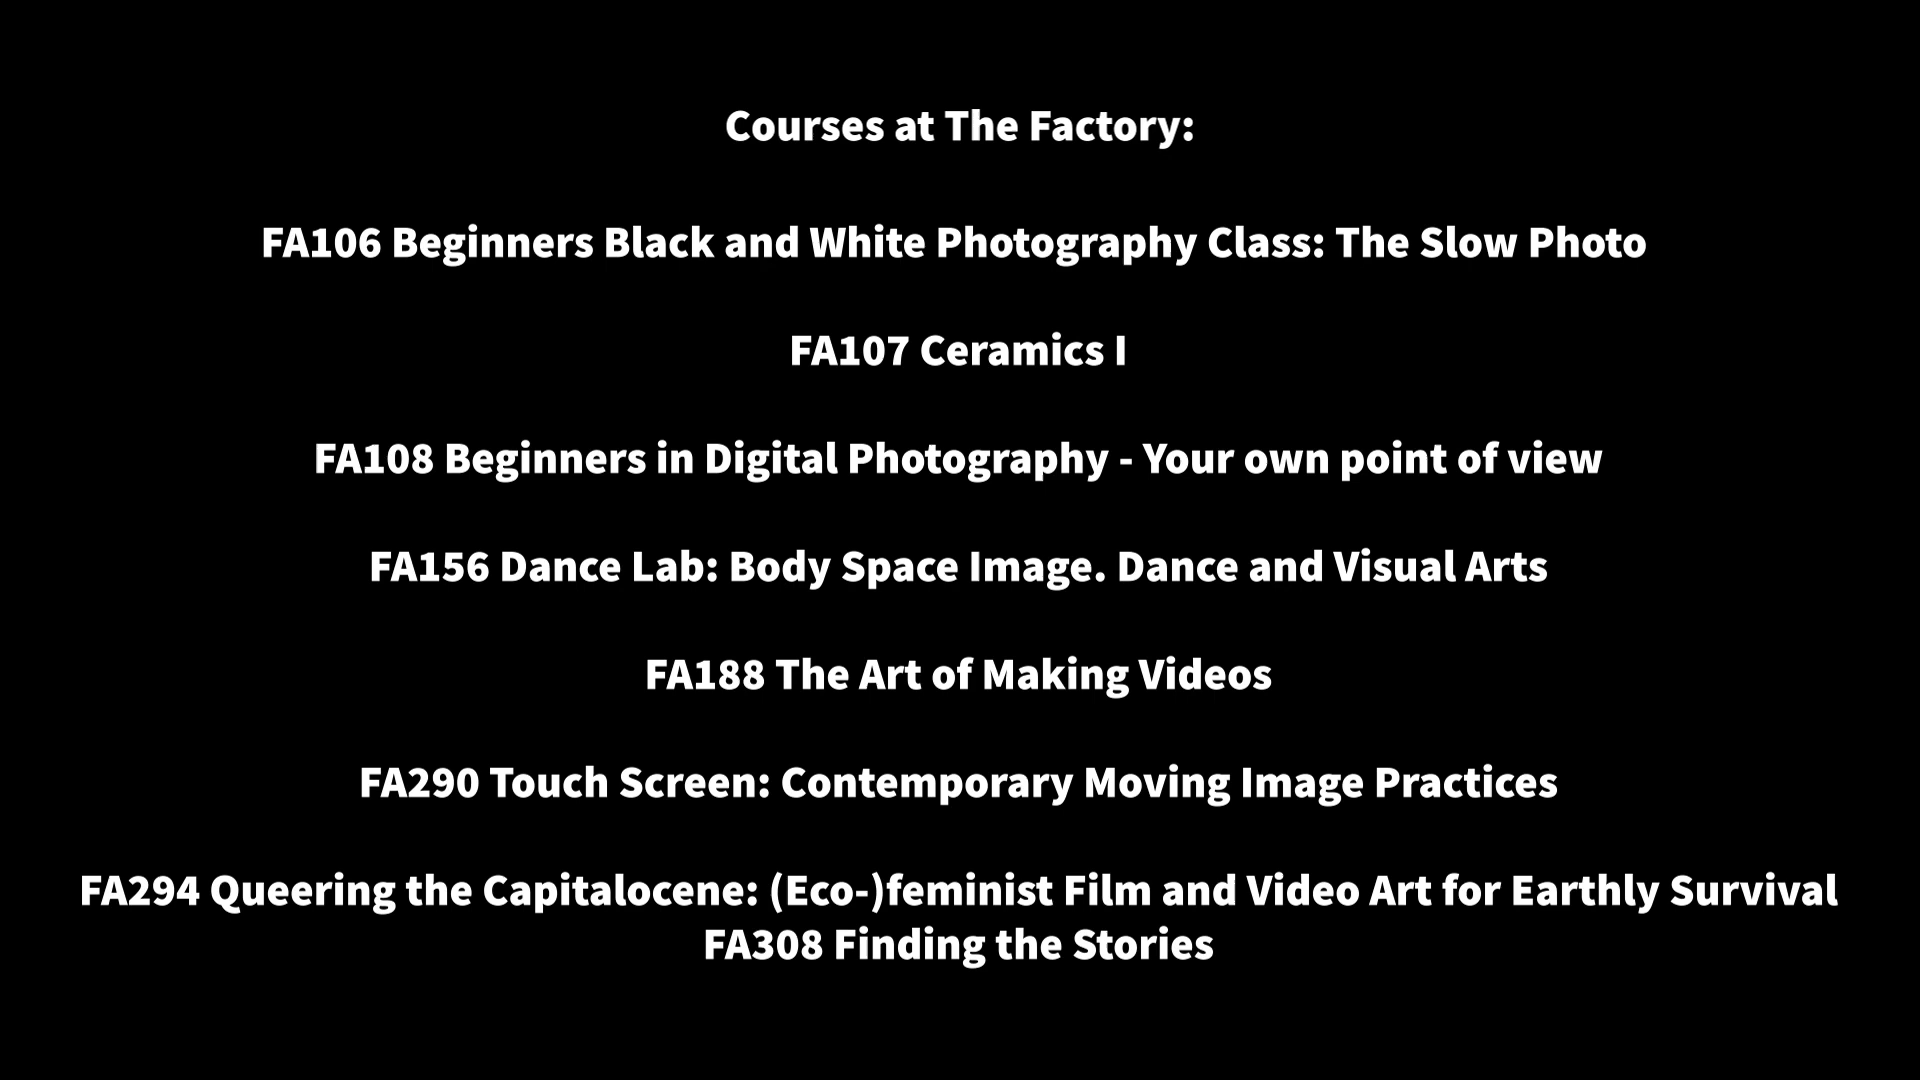 Courses at The Factory:
FA106 Beginners Black and White Photography Class: The Slow Photo
FA107 Ceramics I
FA108 Beginners in Digital Photography - Your own point of view
FA156 Dance Lab: Body Space Image. Dance and Visual Arts
FA188 The Art of Making Videos
FA290 Touch Screen: Contemporary Moving Image Practices
FA294 Queering the Capitalocene: (Eco-)feminist Film and Video Art for Earthly Survival
FA308 Finding the Stories